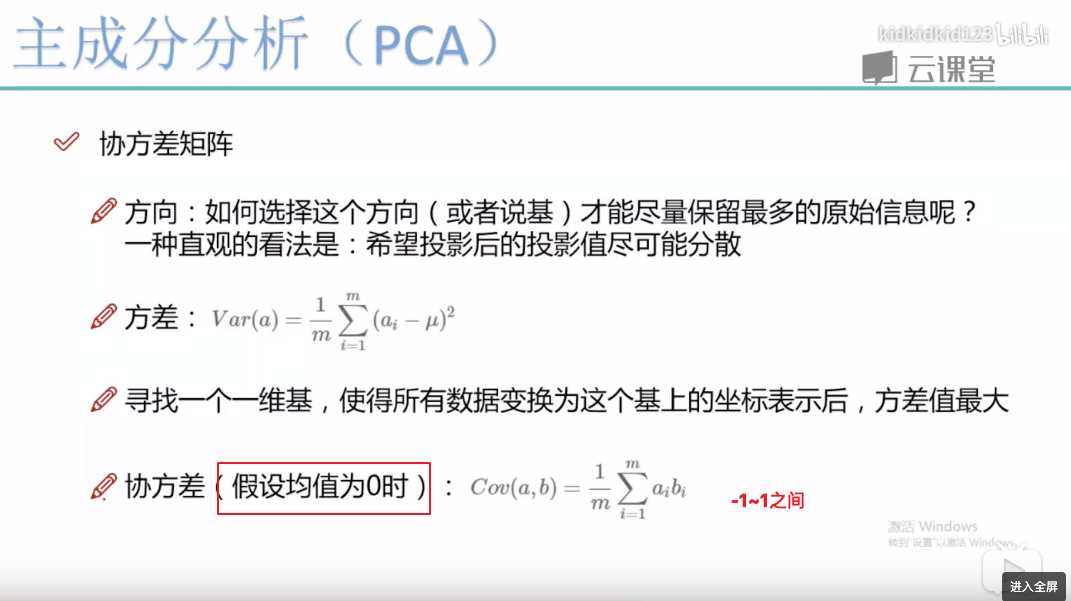 主成分分析（PCA）
kidkidkid123 bilibili
云课堂
协方差矩阵
方向：如何选择这个方向（或者说基）才能尽量保留最多的原始信息呢？
一种直观的看法是：希望投影后的投影值尽可能分散
方差： Var(a) = \frac{1}{m} \sum_{i=1}^{m} (a_i - μ)^2
寻找一个一维基，使得所有数据变换为这个基上的坐标表示后，方差值最大
协方差（假设均值为0时）： Cov(a,b) = \frac{1}{m} \sum_{i=1}^{m} a_i b_i
-1~1之间
激活 Windows
转到"设置"以激活 Windows。
进入全屏